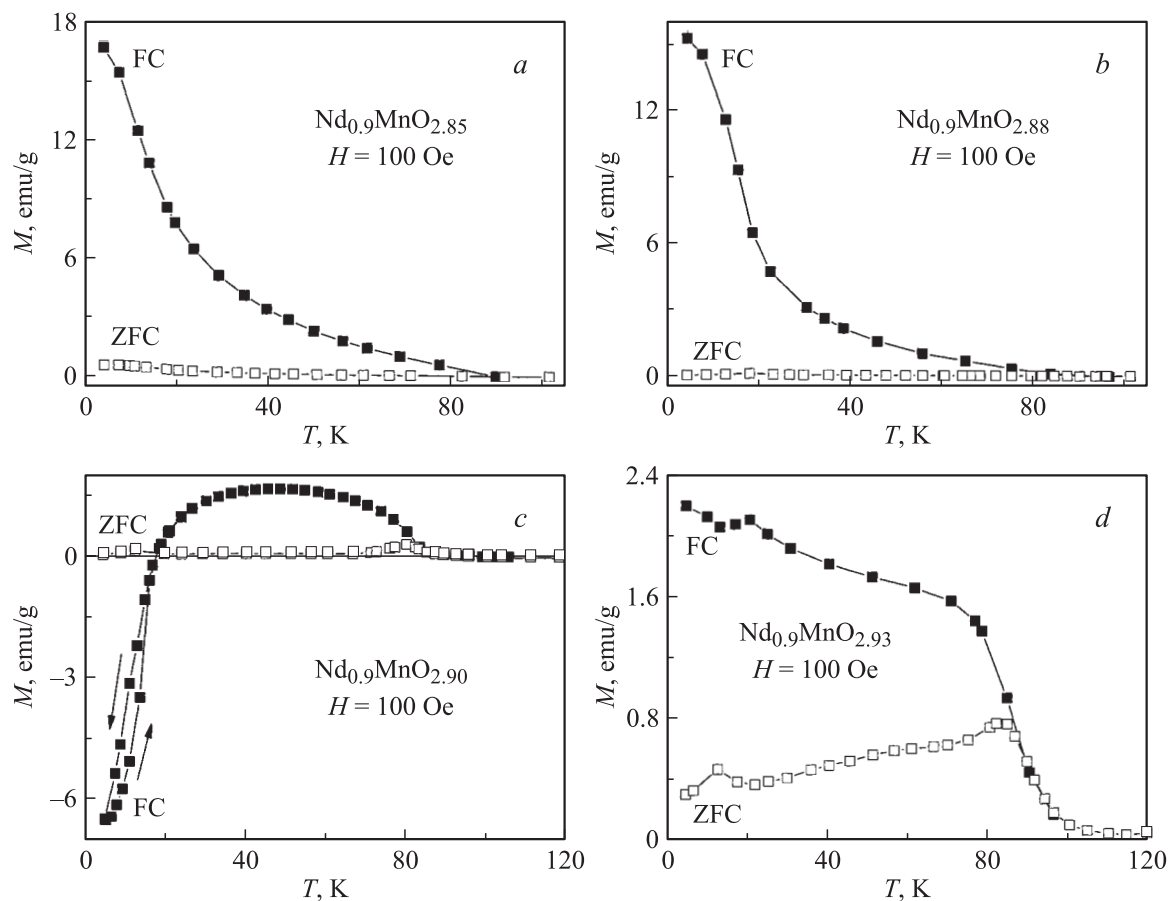 18
FC
a
Nd0.9MnO2.85
H = 100 Oe
12
M, emu/g
6
ZFC
0
0 40 80
T, K
FC
b
Nd0.9MnO2.88
H = 100 Oe
12
M, emu/g
6
ZFC
0
0 40 80
T, K
ZFC
c
0
M, emu/g
–3
Nd0.9MnO2.90
H = 100 Oe
–6
FC
0 40 80 120
T, K
2.4
d
FC
1.6
M, emu/g
Nd0.9MnO2.93
H = 100 Oe
0.8
ZFC
0
0 40 80 120
T, K